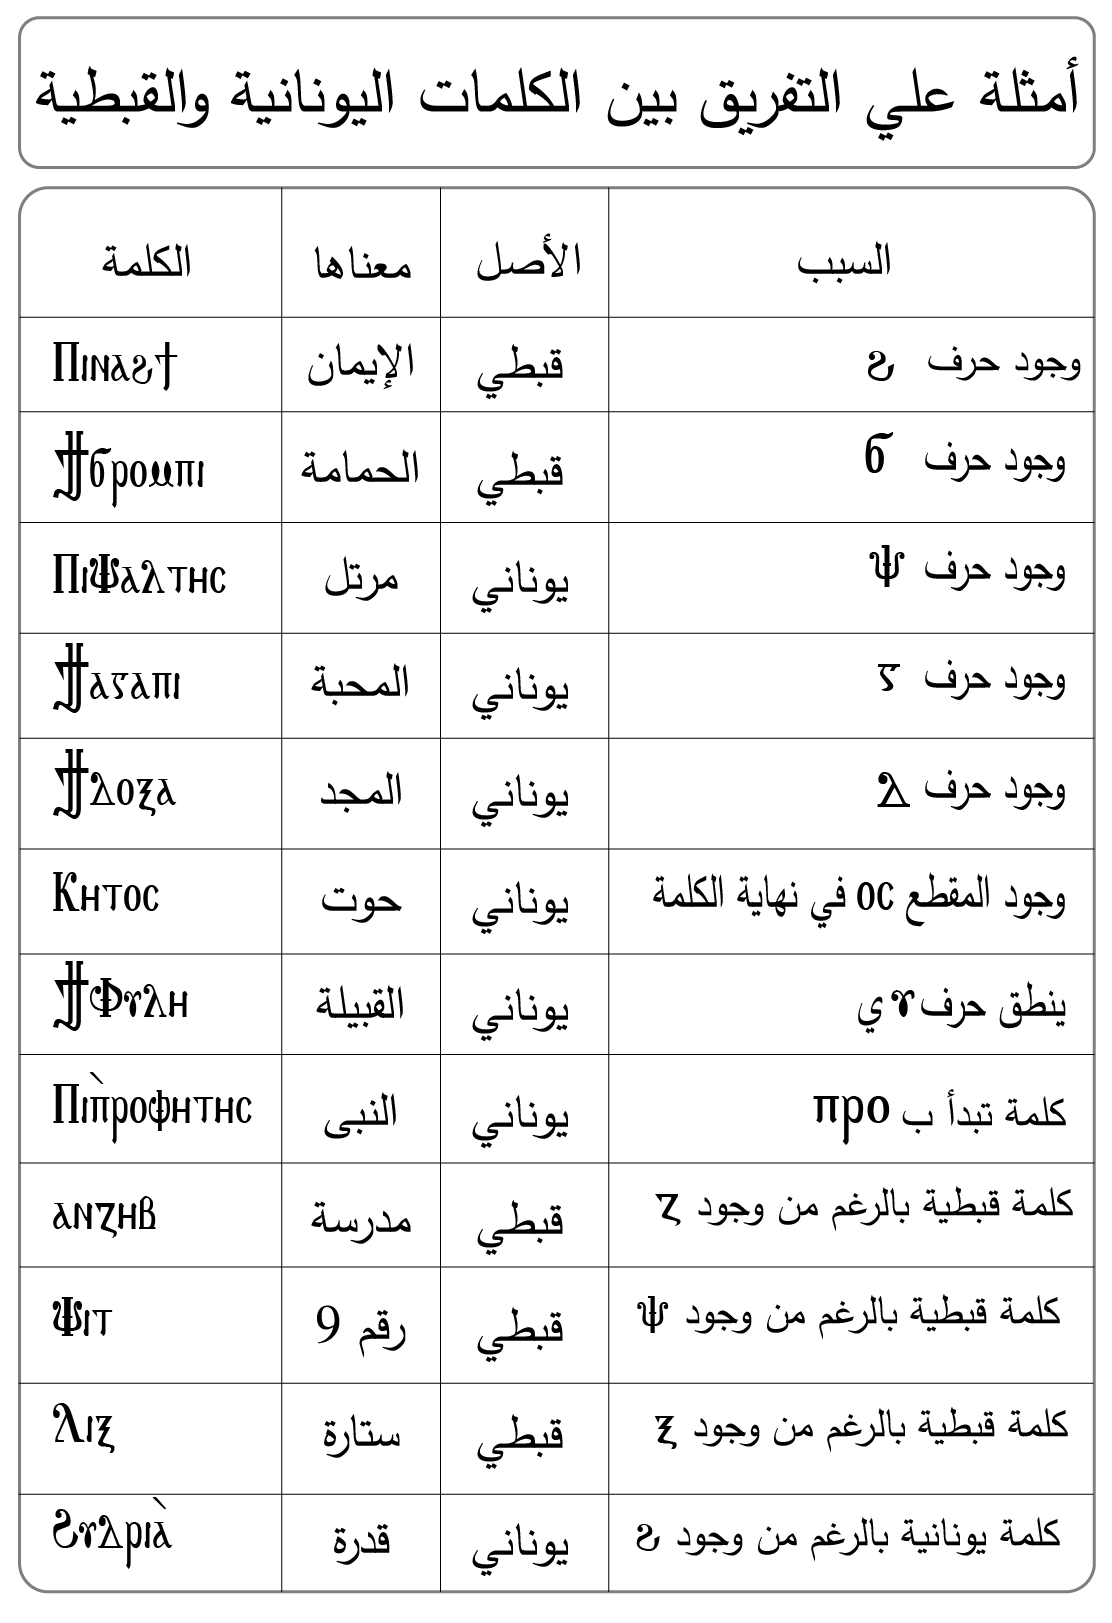 أمثلة علي التفريق بين الكلمات اليونانية والقبطية
الكلمة معناها الأصل السبب
Ⲡⲓⲛⲁϩϯ الإيمان قبطي وجود حرف ϩ
Ϯϭⲣⲟⲙⲡⲓ الحمامة قبطي وجود حرف ϭ
ⲠⲓⲮⲁⲗⲧⲏⲥ مرتل يوناني وجود حرف ⲯ
Ϯⲁⲅⲁⲡⲓ المحبة يوناني وجود حرف ⲅ
Ϯⲇⲟⲝⲁ المجد يوناني وجود حرف ⲇ
Ⲕⲏⲧⲟⲥ حوت يوناني وجود المقطع ⲟⲥ في نهاية الكلمة
ϮⲪⲩⲗⲏ القبيلة يوناني ينطق حرف ⲩ ي
Ⲡⲓⲡ̀ⲣⲟⲫⲏⲧⲏⲥ النبى يوناني كلمة تبدأ ب ⲡⲣⲟ
ⲁⲛⲍⲏⲃ مدرسة قبطي كلمة قبطية بالرغم من وجود ⲍ
Ⲯⲓⲧ رقم 9 قبطي كلمة قبطية بالرغم من وجود ⲯ
Ⲗⲓⲝ ستارة قبطي كلمة قبطية بالرغم من وجود ⲝ
Ϩⲩⲇⲣⲓⲁ̀ قدرة يوناني كلمة يونانية بالرغم من وجود ϩ